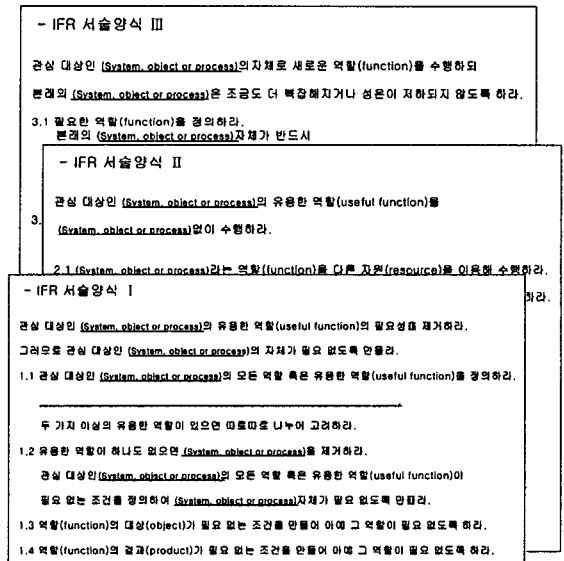 - IFR 서술양식 III
관심 대상인 (System, object or process)의자체로 새로운 역할(function)를 수행하되
본래의 (System, object or process)은 조금도 더 복잡해지거나 성은이 저하되지 않도록 하라.
3.1 필요한 역할(function)을 정의하라.
본래의 (System, object or process)자체가 반드시
- IFR 서술양식 II
관심 대상인 (System, object or process)의 유용한 역할(useful function)을
3.
(System, object or process)없이 수행하라.
2.1 (System, object or process)라는 역할(function)을 다른 자원(resource)을 이용해 수행하라.
하라.
- IFR 서술양식 I
관심 대상인 (System, object or process)의 유용한 역할(useful function)의 필요성을 제거하라.
그러므로 관심 대상인 (System, object or process)의 자체가 필요 없도록 만들라.
1.1 관심 대상인 (System, object or process)의 모든 역할 혹은 유용한 역할(useful function)을 정의하라.
두 가지 이상의 유용한 역할이 있으면 따로따로 나누어 고려하라.
1.2 유용한 역할이 하나도 없으면 (System, object or process)을 제거하라.
관심 대상인(System, object or process)의 모든 역할 혹은 유용한 역할(useful function)이
필요 없는 조건을 정의하여 (System, object or process)자체가 필요 없도록 만들라.
1.3 역할(function)의 대상(object)가 필요 없는 조건을 만들어 아예 그 역할이 필요 없도록 하라.
1.4 역할(function)의 결과(product)가 필요 없는 조건을 만들어 아예 그 역할이 필요 없도록 하라.